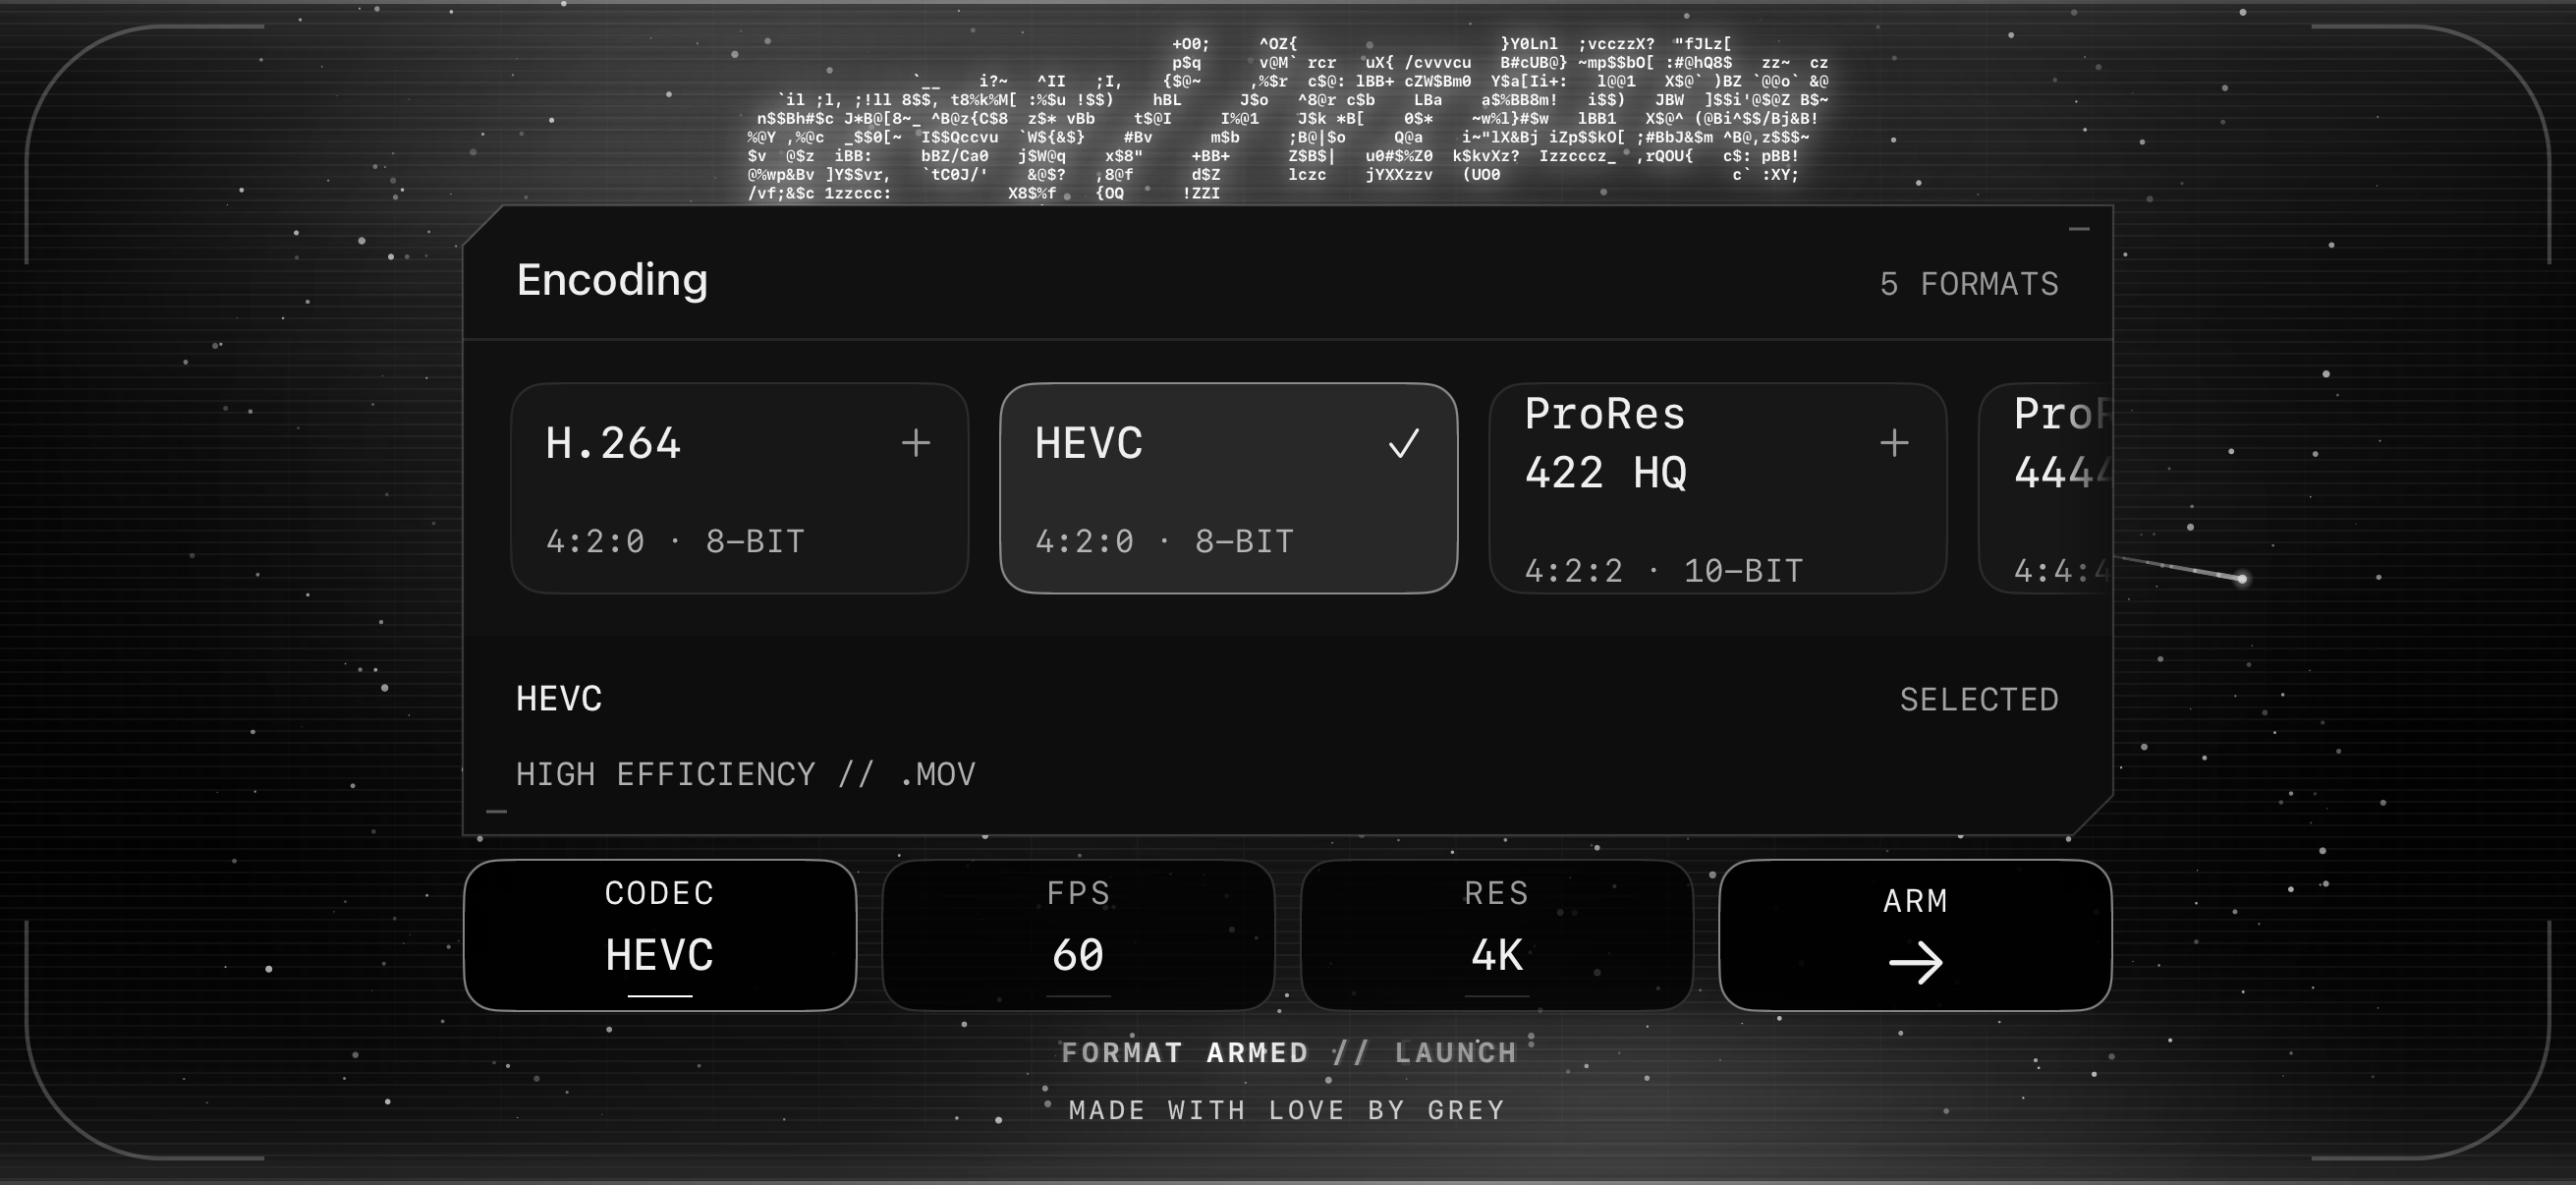 Encoding
5 FORMATS
H.264
HEVC
ProRes
422 HQ
4:2:0 · 8–BIT
4:2:0 · 8–BIT
4:2:2 · 10–BIT
HEVC
SELECTED
HIGH EFFICIENCY // .MOV
CODEC
HEVC
FPS
60
RES
4K
ARM
FORMAT ARMED // LAUNCH
MADE WITH LOVE BY GREY